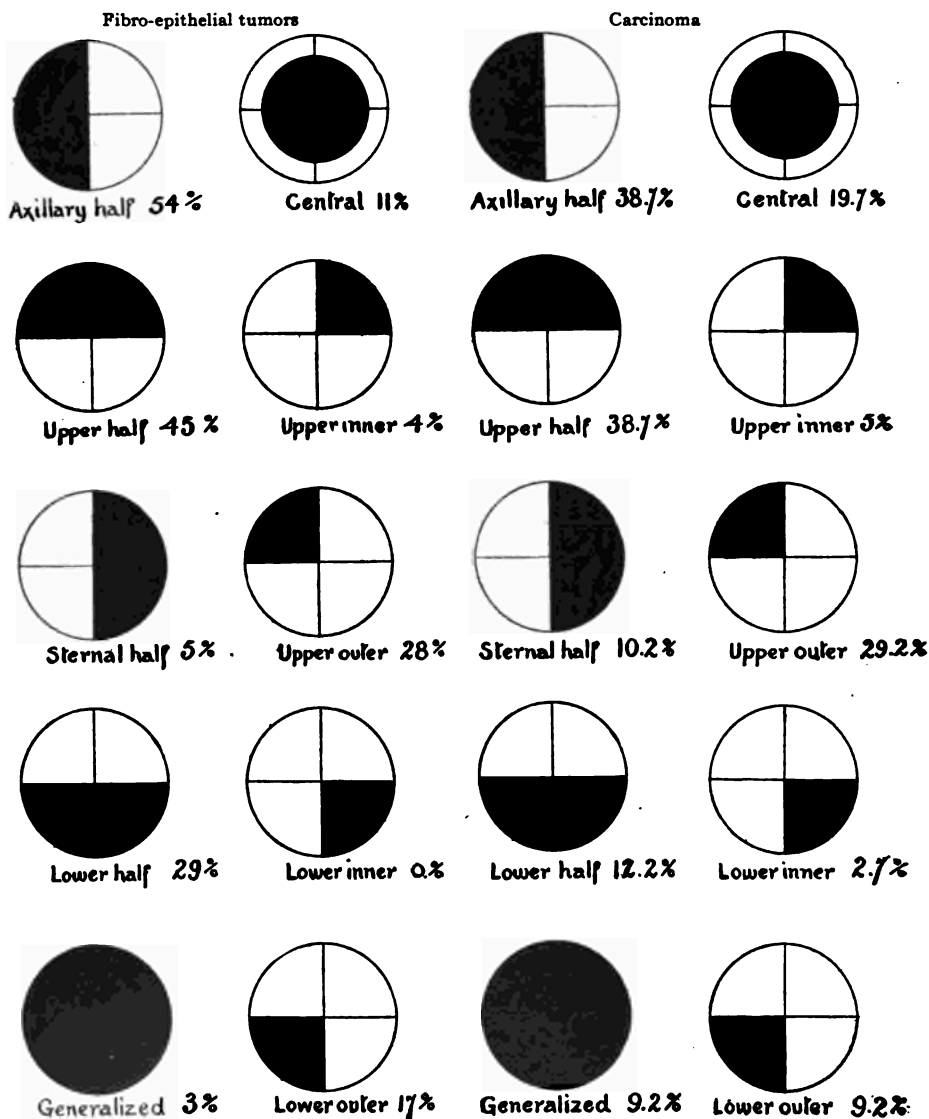 Fibro-epithelial tumors Carcinoma
Axillary half 54% Central 11% Axillary half 38.7% Central 19.7%
Upper half 45% Upper inner 4% Upper half 38.7% Upper inner 5%
Sternal half 5% Upper outer 28% Sternal half 10.2% Upper outer 29.2%
Lower half 29% Lower inner 0% Lower half 12.2% Lower inner 2.7%
Generalized 3% Lower outer 17% Generalized 9.2% Lower outer 9.2%